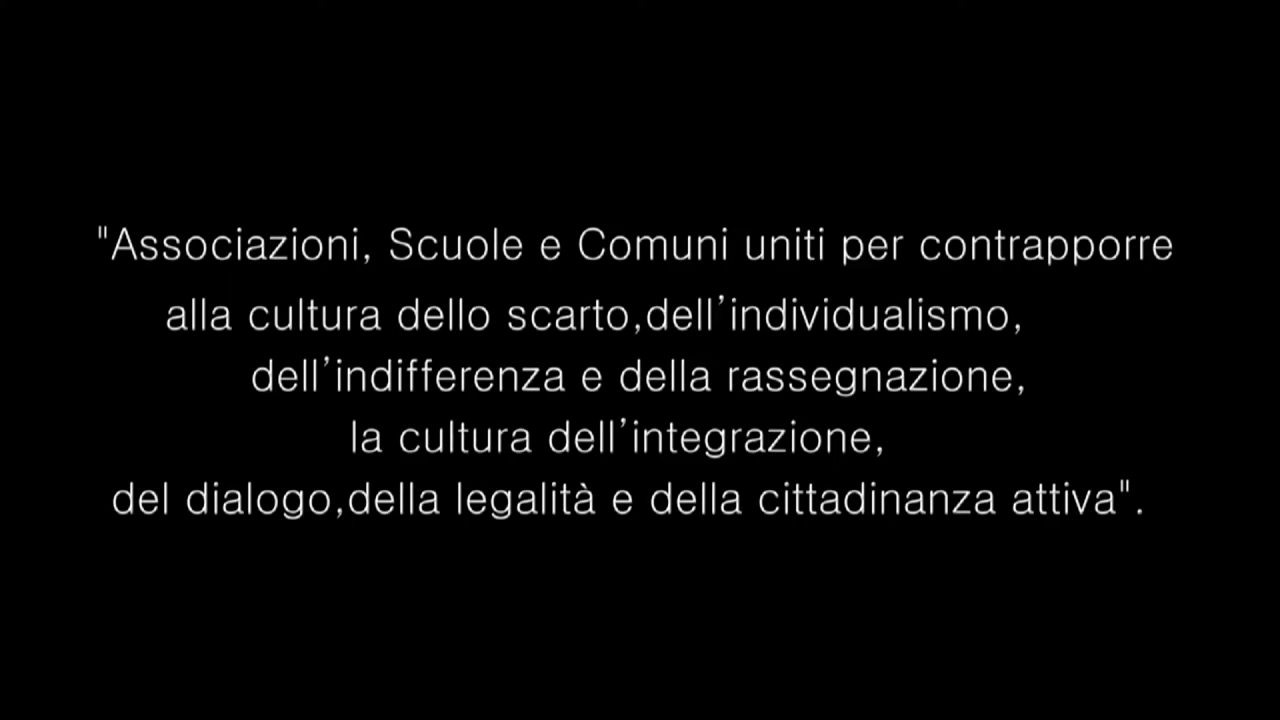 "Associazioni, Scuole e Comuni uniti per contrapporre
alla cultura dello scarto,dell’individualismo,
dell’indifferenza e della rassegnazione,
la cultura dell’integrazione,
del dialogo,della legalità e della cittadinanza attiva".